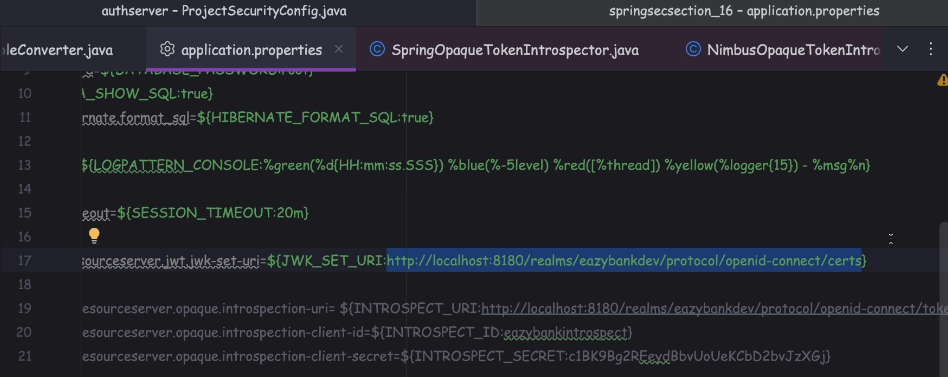 authserver – ProjectSecurityConfig.java springsecsection_16 – application.properties
oleConverter.java application.properties SpringOpaqueTokenIntrospector.java NimbusOpaqueTokenIntro
10 A_SHOW_SQL:true}
11 rnate.format_sql=${HIBERNATE_FORMAT_SQL:true}
12
13 ${LOGPATTERN_CONSOLE:%green(%d{HH:mm:ss.SSS}) %blue(%-5level) %red([%thread]) %yellow(%logger{15}) - %msg%n}
14
15 eout=${SESSION_TIMEOUT:20m}
16
17 sourceserver.jwt.jwk-set-uri=${JWK_SET_URI:http://localhost:8180/realms/eazybankdev/protocol/openid-connect/certs}
18
19 esourceserver.opaque.introspection-uri= ${INTROSPECT_URI:http://localhost:8180/realms/eazybankdev/protocol/openid-connect/toke
20 esourceserver.opaque.introspection-client-id=${INTROSPECT_ID:eazybankintrospect}
21 esourceserver.opaque.introspection-client-secret=${INTROSPECT_SECRET:c1BK9Bg2REevdBbvUoUeKCbD2bvJzXGj}